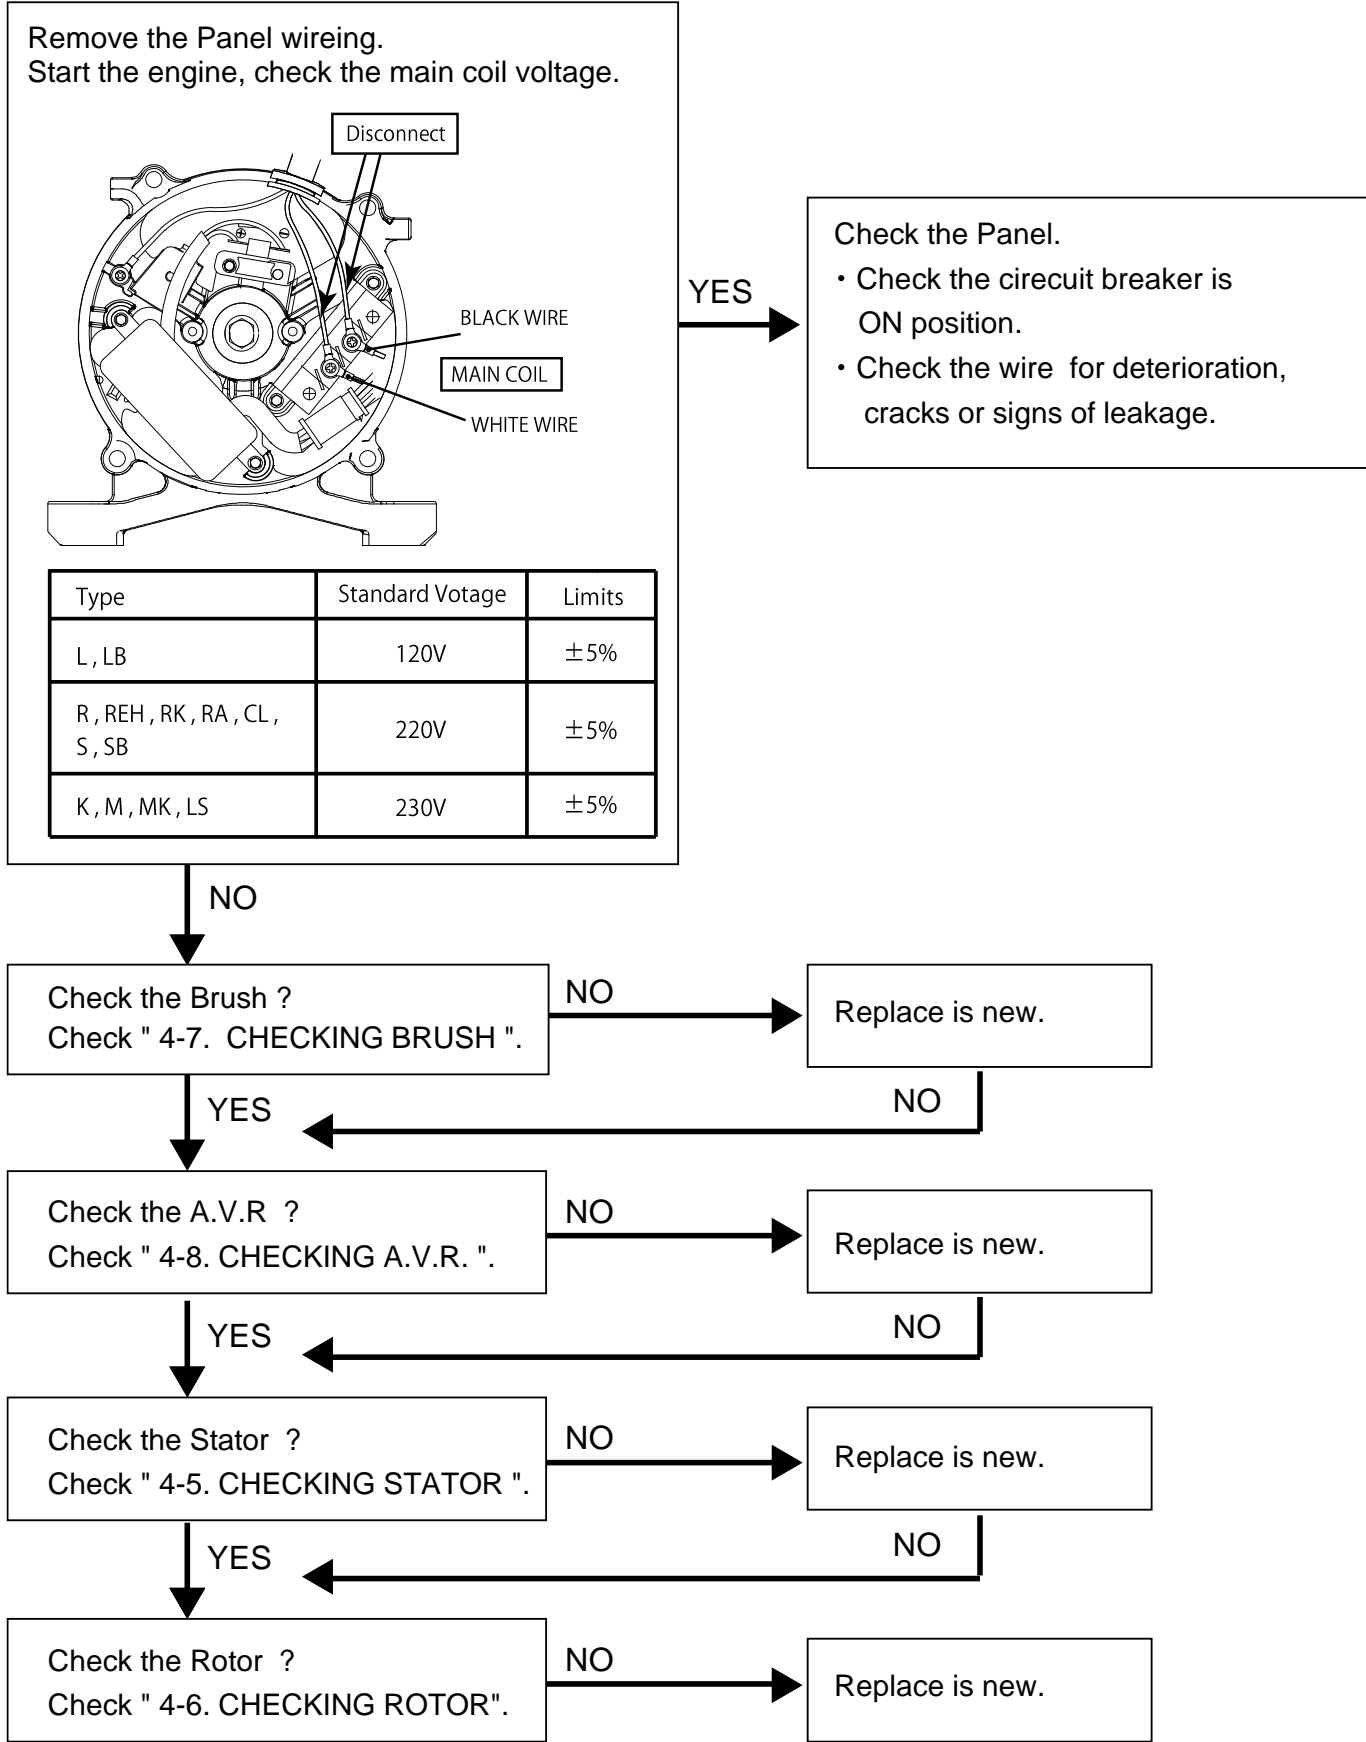 Remove the Panel wireing.
Start the engine, check the main coil voltage.
Disconnect
BLACK WIRE
MAIN COIL
WHITE WIRE
Type Standard Votage Limits
L , LB 120V ±5%
R , REH , RK , RA , CL ,
S , SB 220V ±5%
K , M , MK , LS 230V ±5%
YES
Check the Panel.
・Check the cirecuit breaker is
ON position.
・Check the wire  for deterioration,
cracks or signs of leakage.
NO
Check the Brush ?
Check " 4-7.  CHECKING BRUSH ".
NO
Replace is new.
YES
NO
Check the A.V.R  ?
Check " 4-8. CHECKING A.V.R. ".
NO
Replace is new.
YES
NO
Check the Stator  ?
Check " 4-5. CHECKING STATOR ".
NO
Replace is new.
YES
NO
Check the Rotor  ?
Check " 4-6. CHECKING ROTOR".
NO
Replace is new.